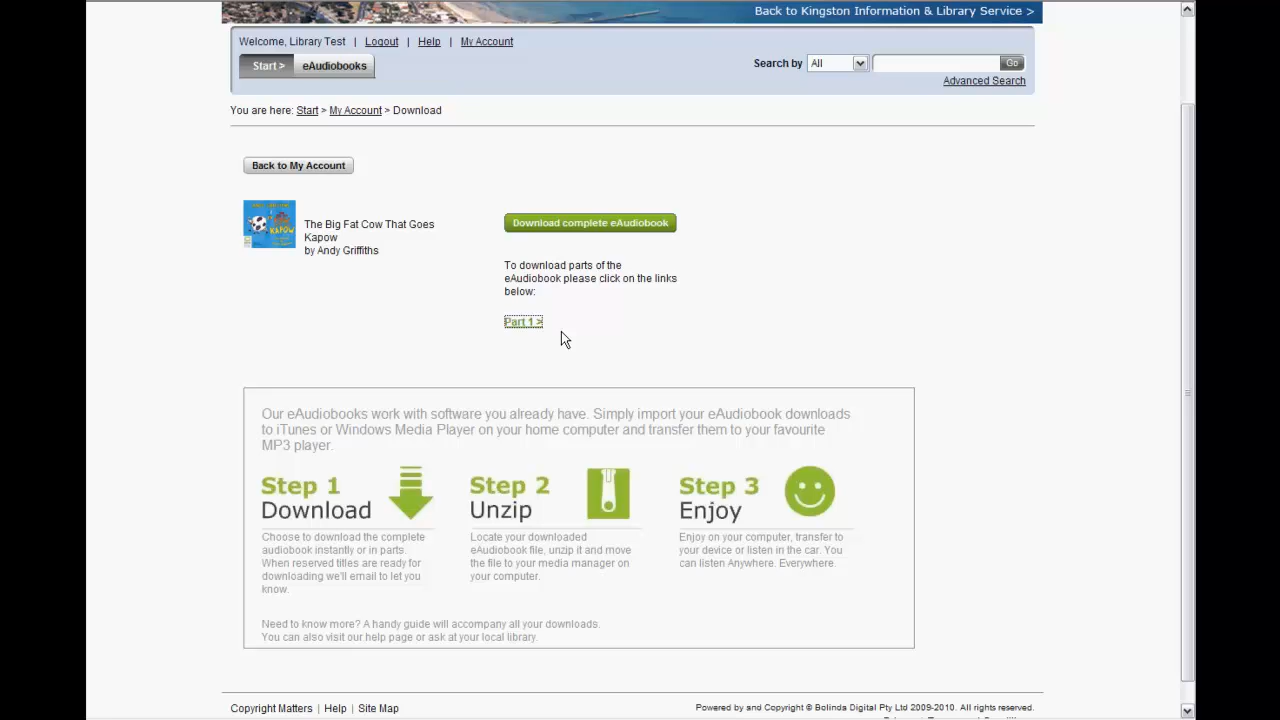 Back to Kingston Information & Library Service >
Welcome, Library Test | Logout | Help | My Account
Start > eAudiobooks
Search by All Go
Advanced Search
You are here: Start > My Account > Download
Back to My Account
KAPOW
The Big Fat Cow That Goes
Kapow
by Andy Griffiths
Download complete eAudiobook
To download parts of the
eAudiobook please click on the links
below:
Part 1 >
Our eAudiobooks work with software you already have. Simply import your eAudiobook downloads
to iTunes or Windows Media Player on your home computer and transfer them to your favourite
MP3 player.
Step 1
Download
Choose to download the complete
audiobook instantly or in parts.
When reserved titles are ready for
downloading we'll email to let you
know.
Step 2
Unzip
Locate your downloaded
eAudiobook file, unzip it and move
the file to your media manager on
your computer.
Step 3
Enjoy
Enjoy on your computer, transfer to
your device or listen in the car. You
can listen Anywhere. Everywhere.
Need to know more? A handy guide will accompany all your downloads.
You can also visit our help page or ask at your local library.
Copyright Matters | Help | Site Map
Powered by and Copyright © Bolinda Digital Pty Ltd 2009-2010. All rights reserved.